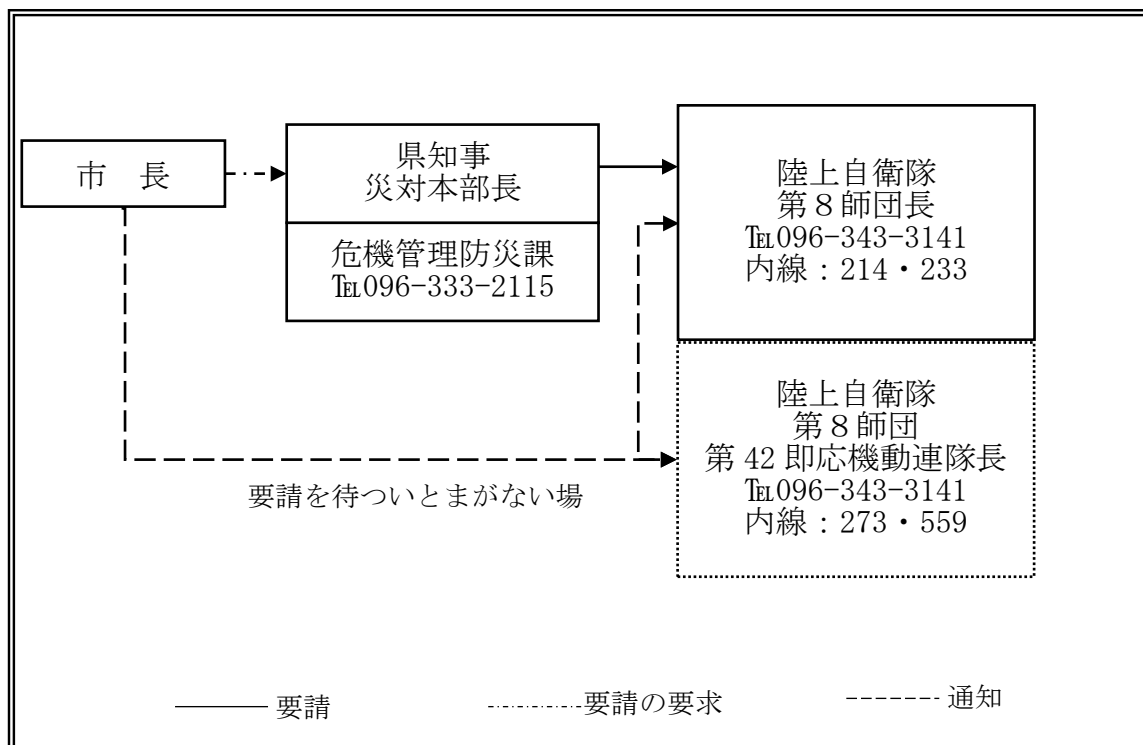 市　長
県知事
災対本部長
危機管理防災課
℡096-333-2115
陸上自衛隊
第８師団長
℡096-343-3141
内線：214・233
陸上自衛隊
第８師団
第 42 即応機動連隊長
℡096-343-3141
内線：273・559
要請を待ついとまがない場
要請
要請の要求
通知